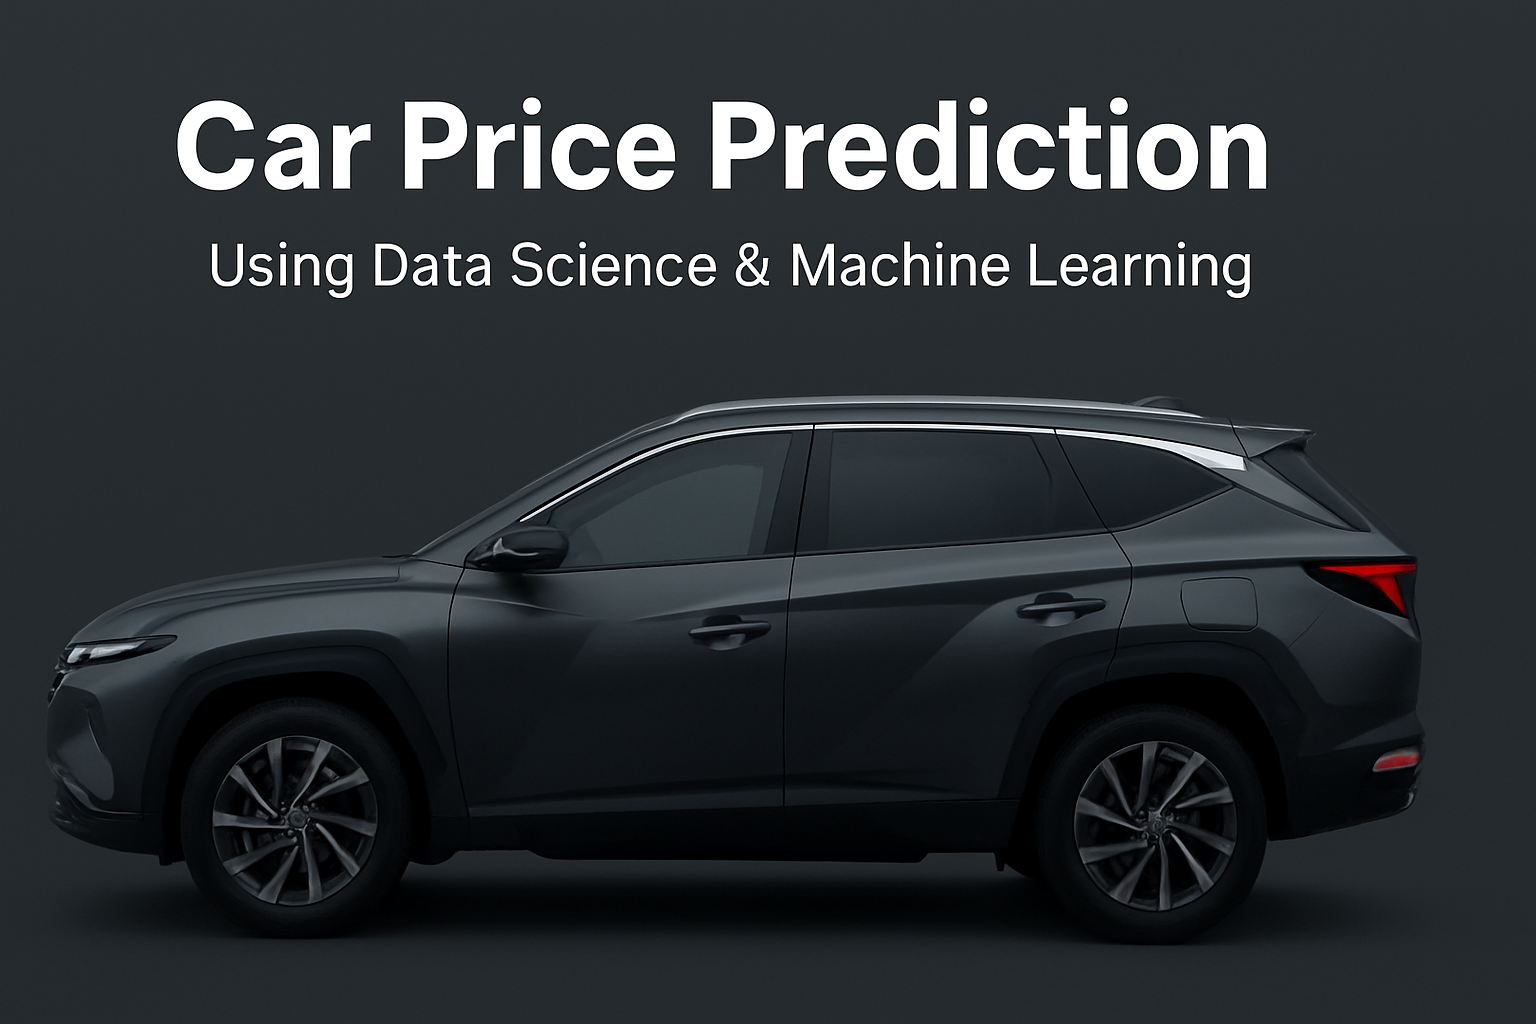 Car Price Prediction
Using Data Science & Machine Learning